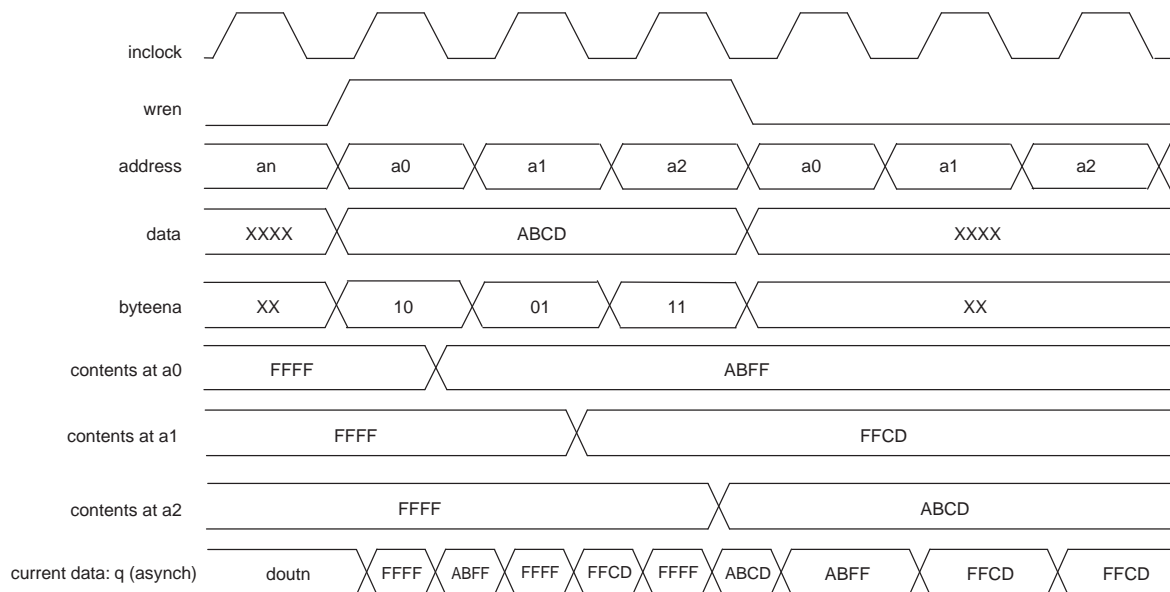 inclock
wren
address an a0 a1 a2 a0 a1 a2
data XXXX ABCD XXXX
byteena XX 10 01 11 XX
contents at a0 FFFF ABFF
contents at a1 FFFF FFCD
contents at a2 FFFF ABCD
current data: q (asynch) doutn FFFF ABFF FFFF FFCD FFFF ABCD ABFF FFCD FFCD